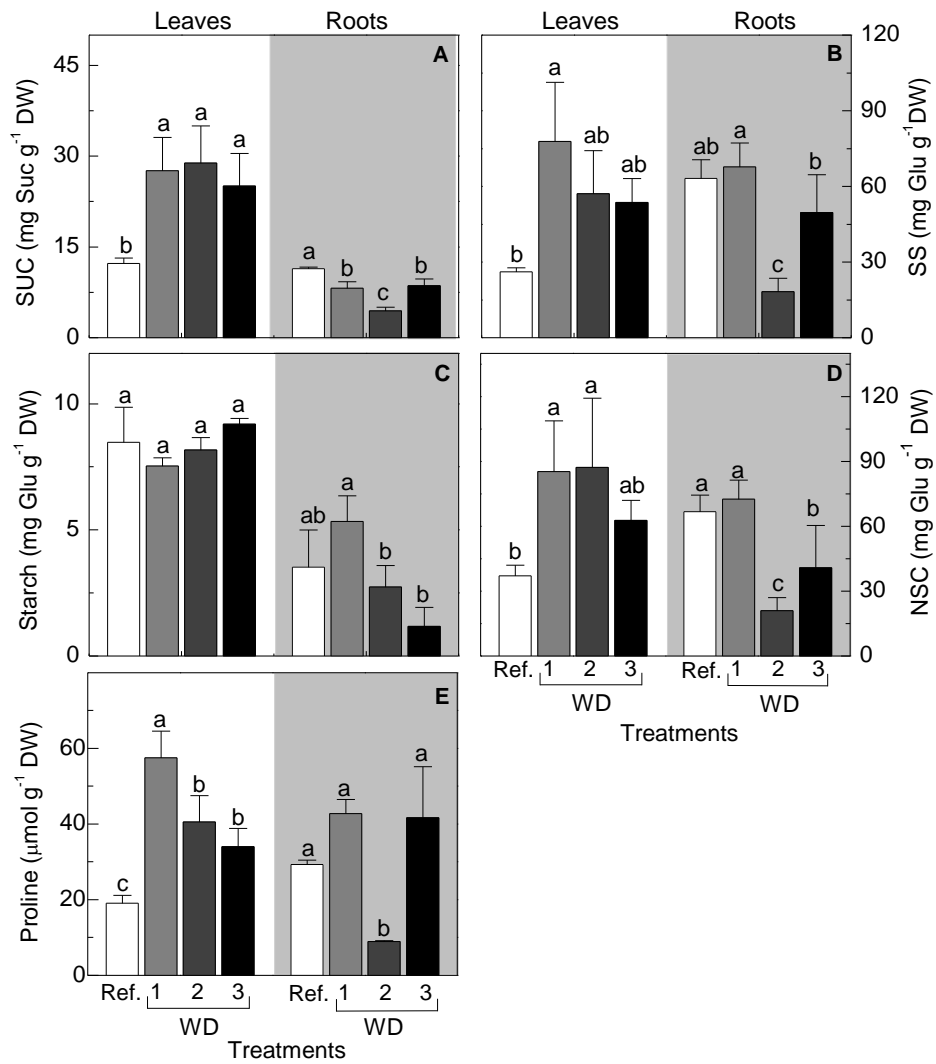 Leaves Roots Leaves Roots
A
SUC (mg Suc g⁻¹ DW)
45
30
15
0
b a a a a b c b
B
SS (mg Glu g⁻¹DW)
120
90
60
30
0
b a ab ab ab a c b
C
Starch (mg Glu g⁻¹ DW)
10
5
0
a a a a ab a b b
D
NSC (mg Glu g⁻¹ DW)
120
90
60
30
0
b a a ab a a c b
Ref. 1 2 3 Ref. 1 2 3
WD WD
Treatments
E
Proline (μmol g⁻¹ DW)
60
40
20
0
c a b b a a b a
Ref. 1 2 3 Ref. 1 2 3
WD WD
Treatments